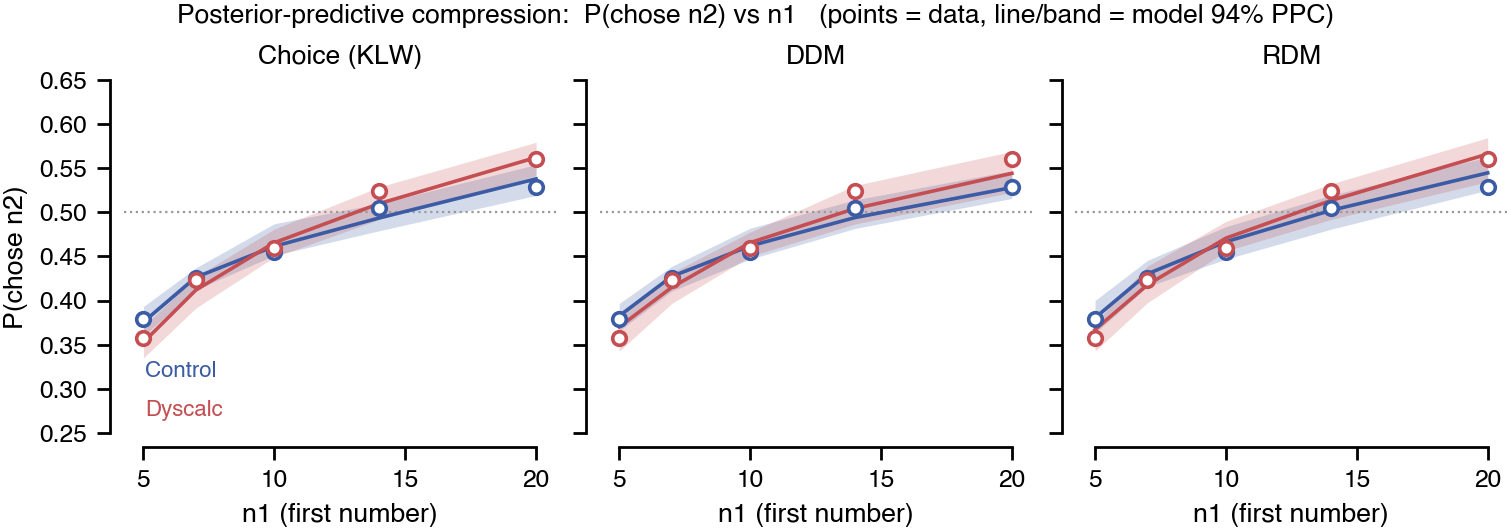 Posterior-predictive compression:  P(chose n2) vs n1   (points = data, line/band = model 94% PPC)
Choice (KLW)
DDM
RDM
P(chose n2)
0.65
0.60
0.55
0.50
0.45
0.40
0.35
0.30
0.25
Control
Dyscalc
5 10 15 20
5 10 15 20
5 10 15 20
n1 (first number)
n1 (first number)
n1 (first number)